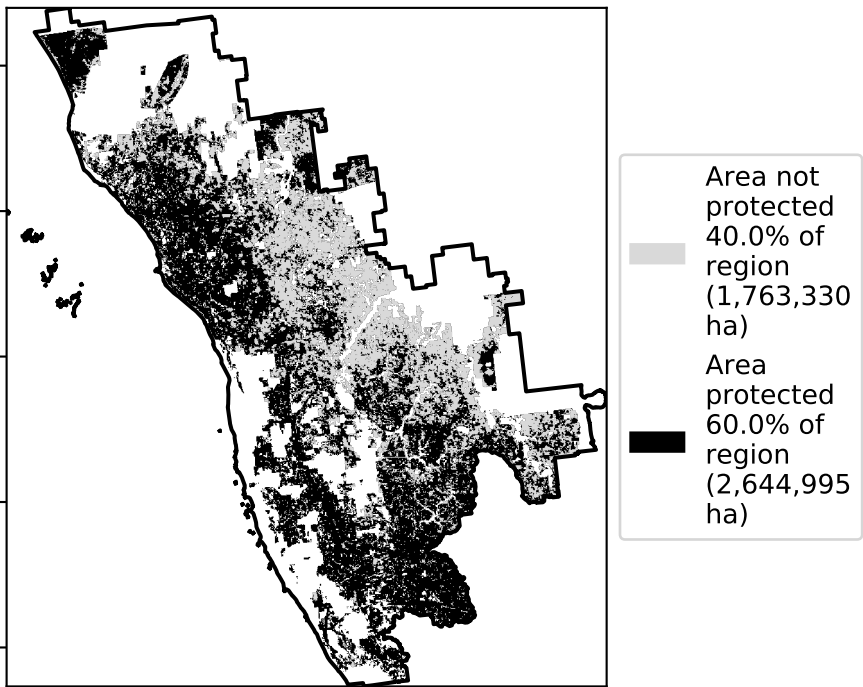 Area not
protected
40.0% of
region
(1,763,330
ha)
Area
protected
60.0% of
region
(2,644,995
ha)